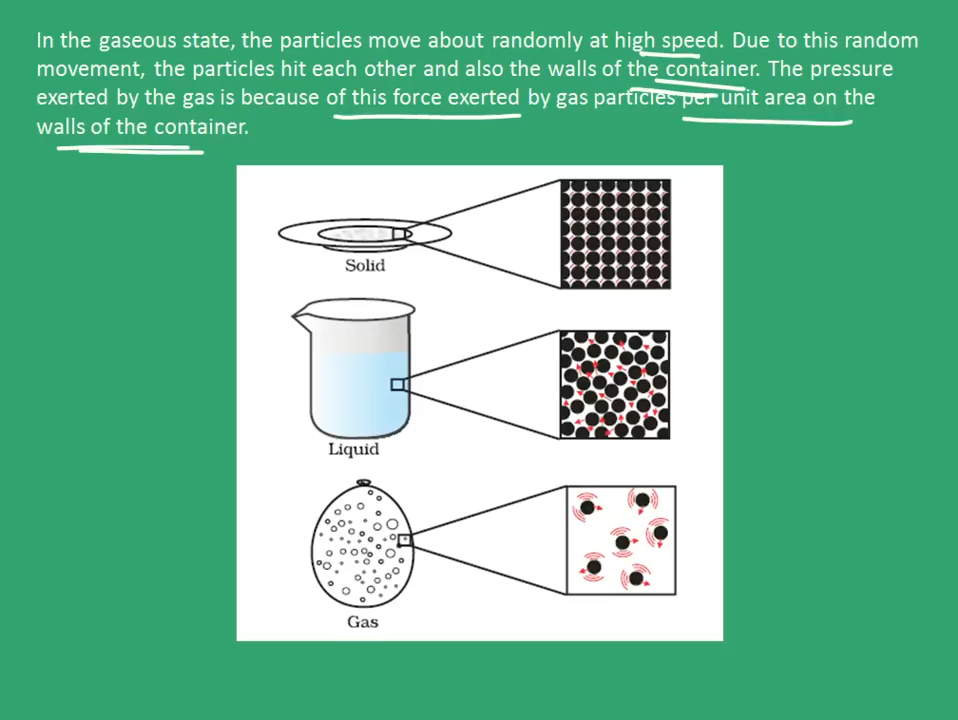 In the gaseous state, the particles move about randomly at high speed. Due to this random
movement, the particles hit each other and also the walls of the container. The pressure
exerted by the gas is because of this force exerted by gas particles per unit area on the
walls of the container.
Solid
Liquid
Gas